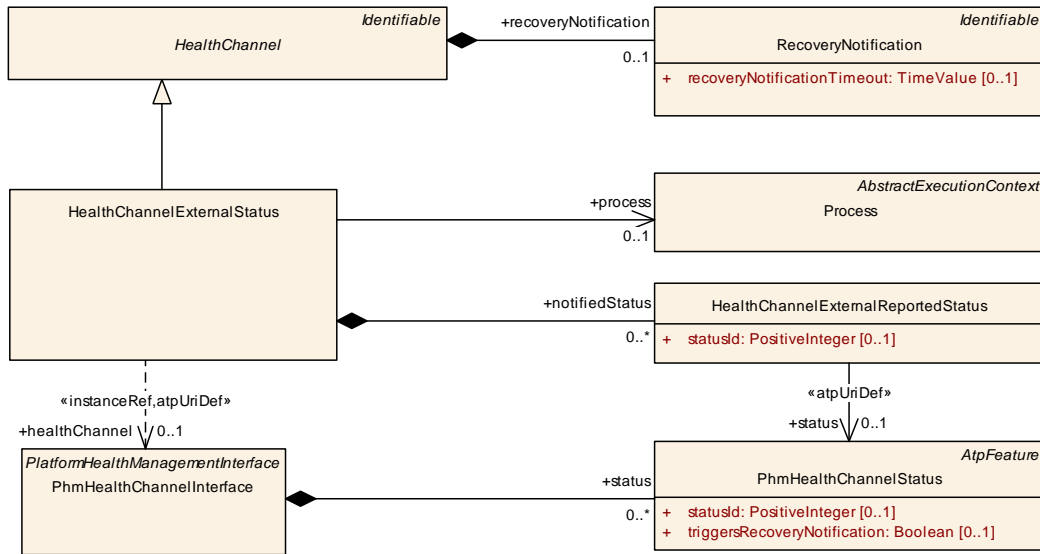 Identifiable
HealthChannel
+recoveryNotification
0..1
Identifiable
RecoveryNotification
+ recoveryNotificationTimeout: TimeValue [0..1]
HealthChannelExternalStatus
+process
0..1
AbstractExecutionContext
Process
+notifiedStatus
0..*
HealthChannelExternalReportedStatus
+ statusId: PositiveInteger [0..1]
«instanceRef,atpUriDef»
+healthChannel 0..1
«atpUriDef»
+status 0..1
PlatformHealthManagementInterface
PhmHealthChannelInterface
+status
0..*
AtpFeature
PhmHealthChannelStatus
+ statusId: PositiveInteger [0..1]
+ triggersRecoveryNotification: Boolean [0..1]